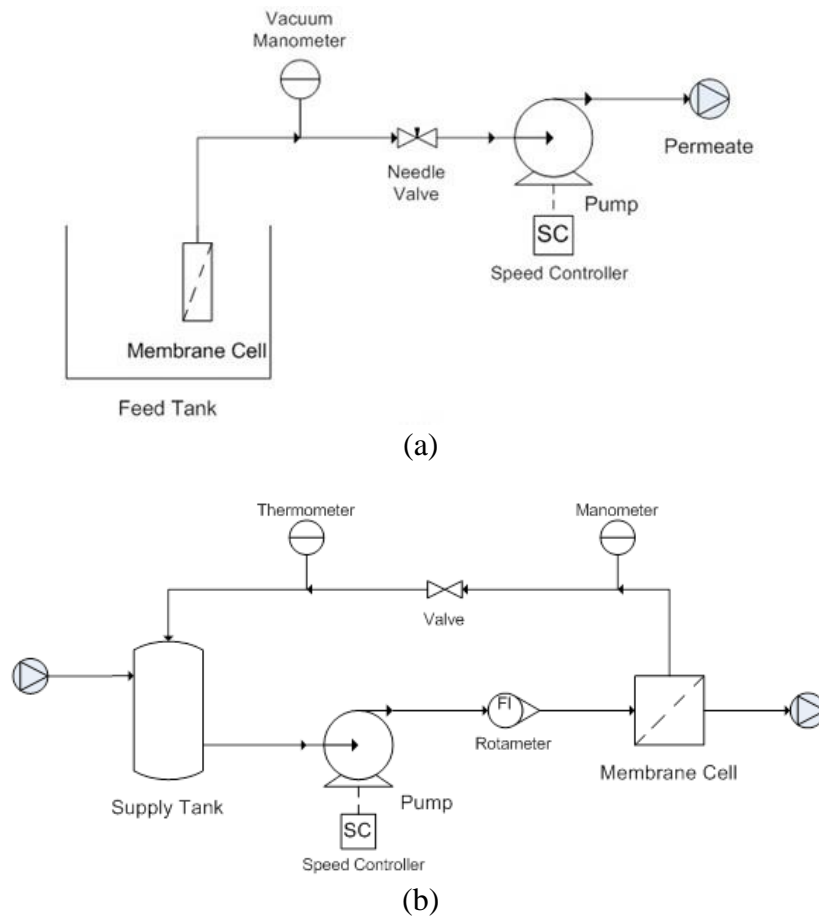 Vacuum
Manometer
Needle
Valve
Permeate
Pump
SC
Speed Controller
Membrane Cell
Feed Tank
(a)
Thermometer
Manometer
Valve
FI
Rotameter
Membrane Cell
Supply Tank
Pump
SC
Speed Controller
(b)